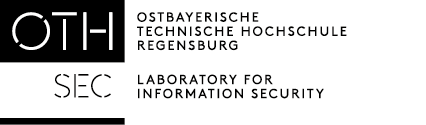 OTH
OSTBAYERISCHE
TECHNISCHE HOCHSCHULE
REGENSBURG
SEC
LABORATORY FOR
INFORMATION SECURITY